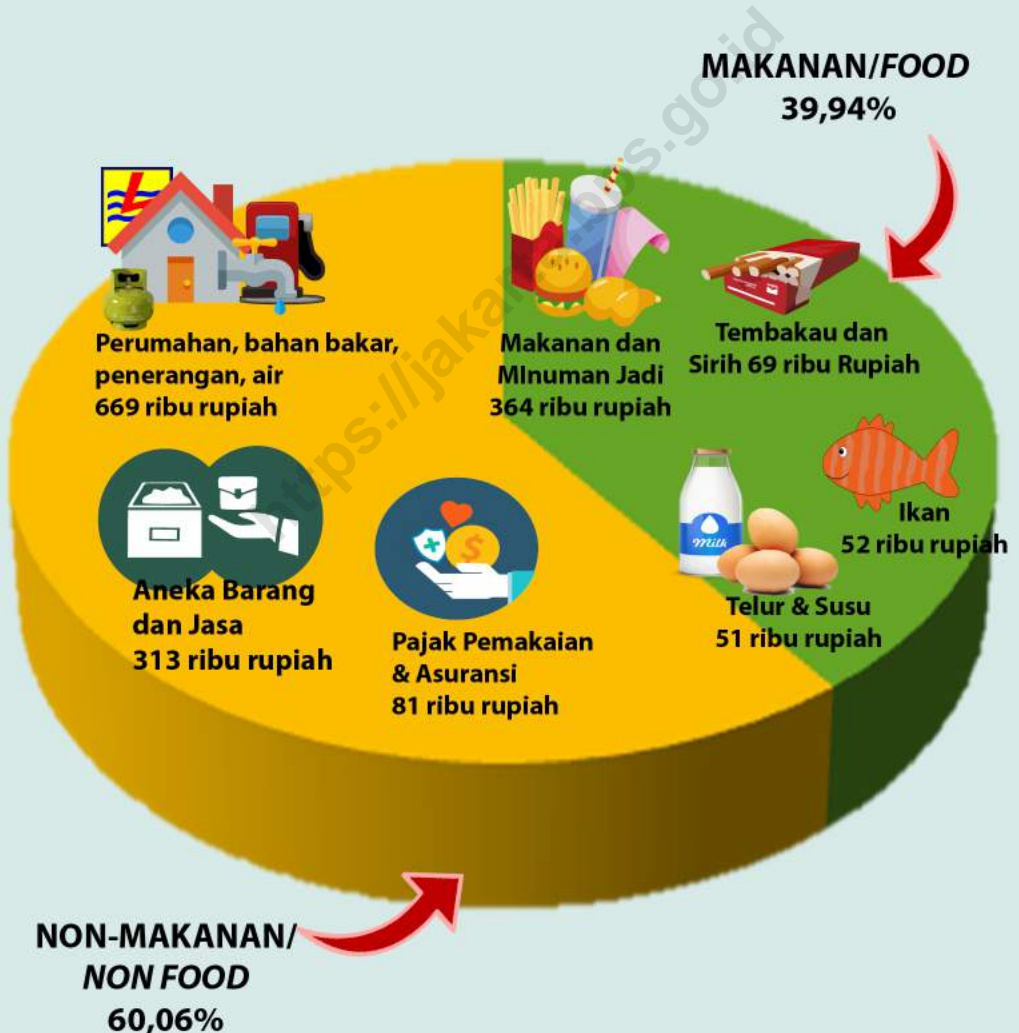 MAKANAN/FOOD
39,94%
Perumahan, bahan bakar,
penerangan, air
669 ribu rupiah
Makanan dan
MInuman Jadi
364 ribu rupiah
Tembakau dan
Sirih 69 ribu Rupiah
Ikan
52 ribu rupiah
Milk
Telur & Susu
51 ribu rupiah
Aneka Barang
dan Jasa
313 ribu rupiah
$
Pajak Pemakaian
& Asuransi
81 ribu rupiah
NON-MAKANAN/
NON FOOD
60,06%